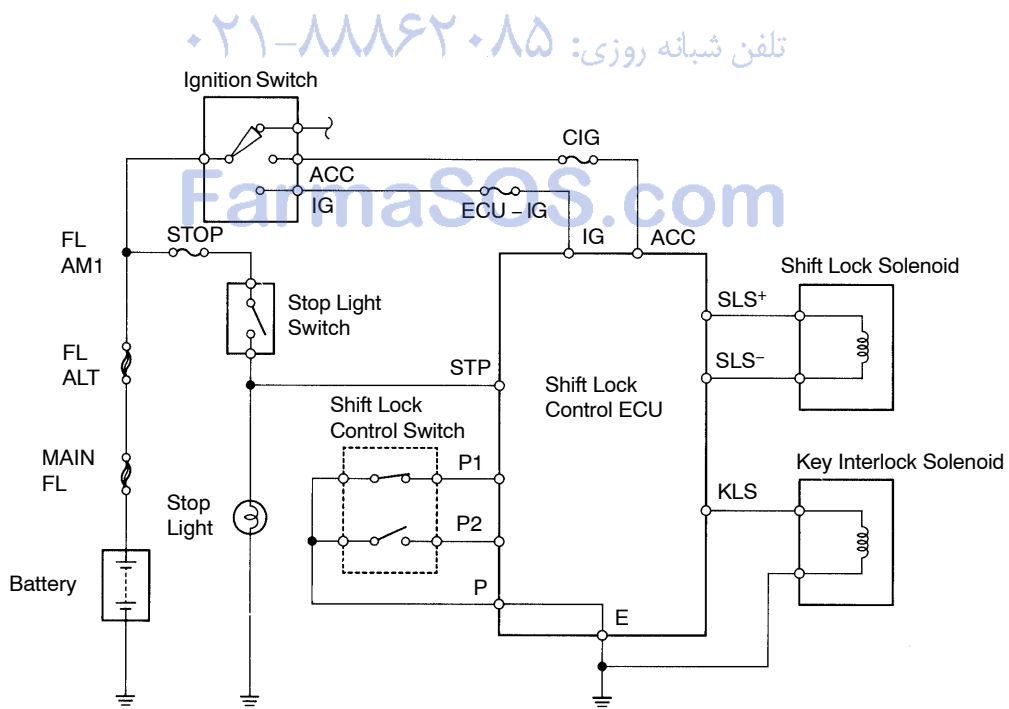 تلفن شبانه روزی: ۰۲۱-۸۸۸۶۲۰۸۵
Ignition Switch
CIG
ACC
IG
FarmaSOS.com
ECU – IG
STOP
FL
AM1
IG
ACC
Shift Lock Solenoid
Stop Light
Switch
SLS+
FL
ALT
STP
SLS–
Shift Lock
Control ECU
Shift Lock
Control Switch
MAIN
FL
P1
Key Interlock Solenoid
KLS
Stop
Light
P2
Battery
P
E